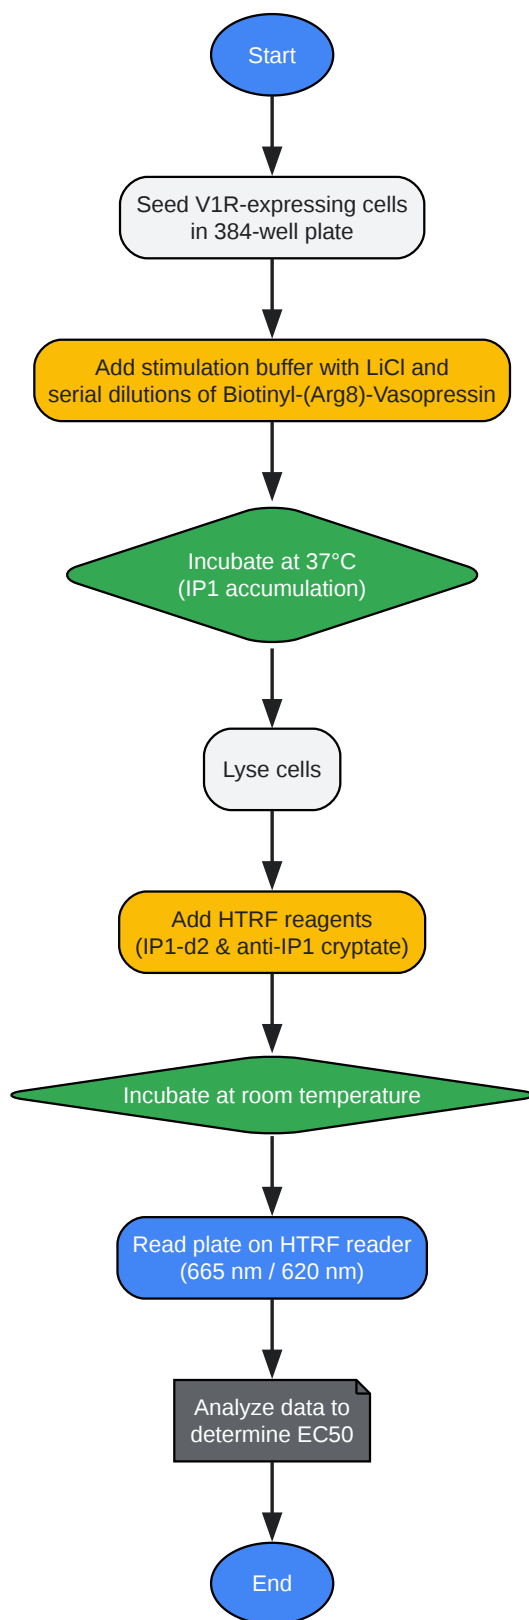 Start
Seed V1R-expressing cells
in 384-well plate
Add stimulation buffer with LiCl and
serial dilutions of Biotinyl-(Arg8)-Vasopressin
Incubate at 37°C
(IP1 accumulation)
Lyse cells
Add HTRF reagents
(IP1-d2 & anti-IP1 cryptate)
Incubate at room temperature
Read plate on HTRF reader
(665 nm / 620 nm)
Analyze data to
determine EC50
End